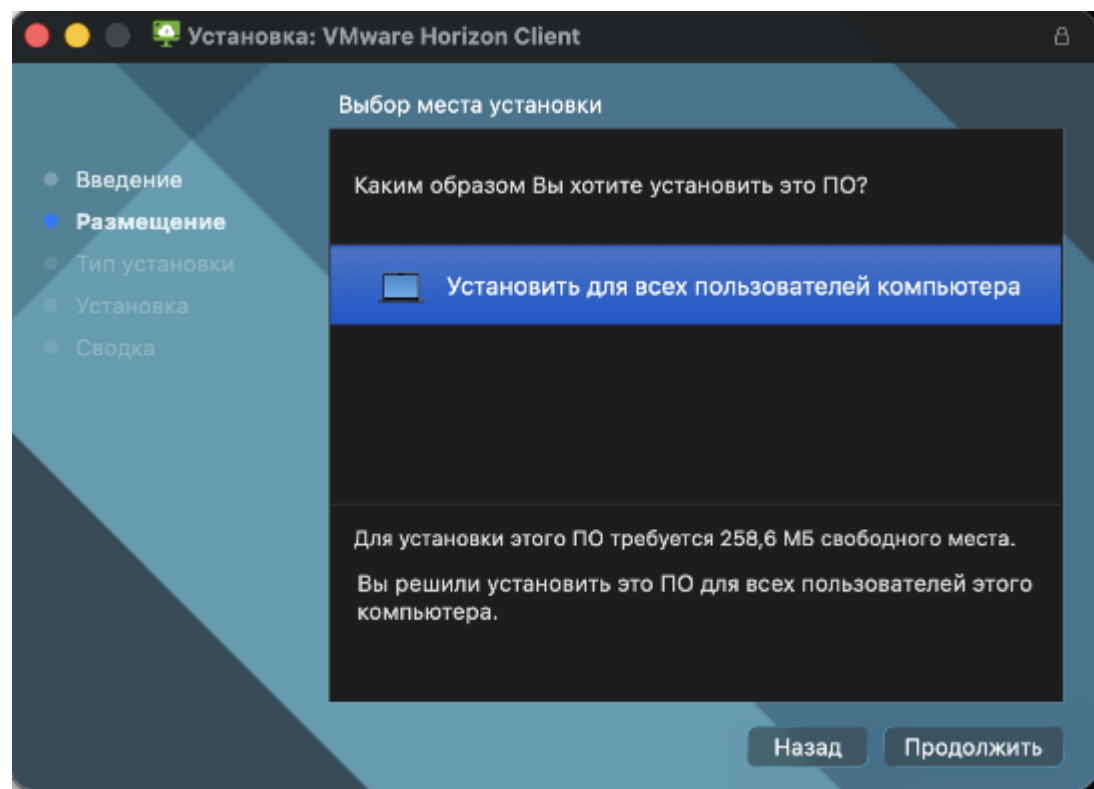 Установка: VMware Horizon Client
Выбор места установки
Введение
Размещение
Тип установки
Установка
Сводка
Каким образом Вы хотите установить это ПО?
Установить для всех пользователей компьютера
Для установки этого ПО требуется 258,6 МБ свободного места.
Вы решили установить это ПО для всех пользователей этого
компьютера.
Назад
Продолжить